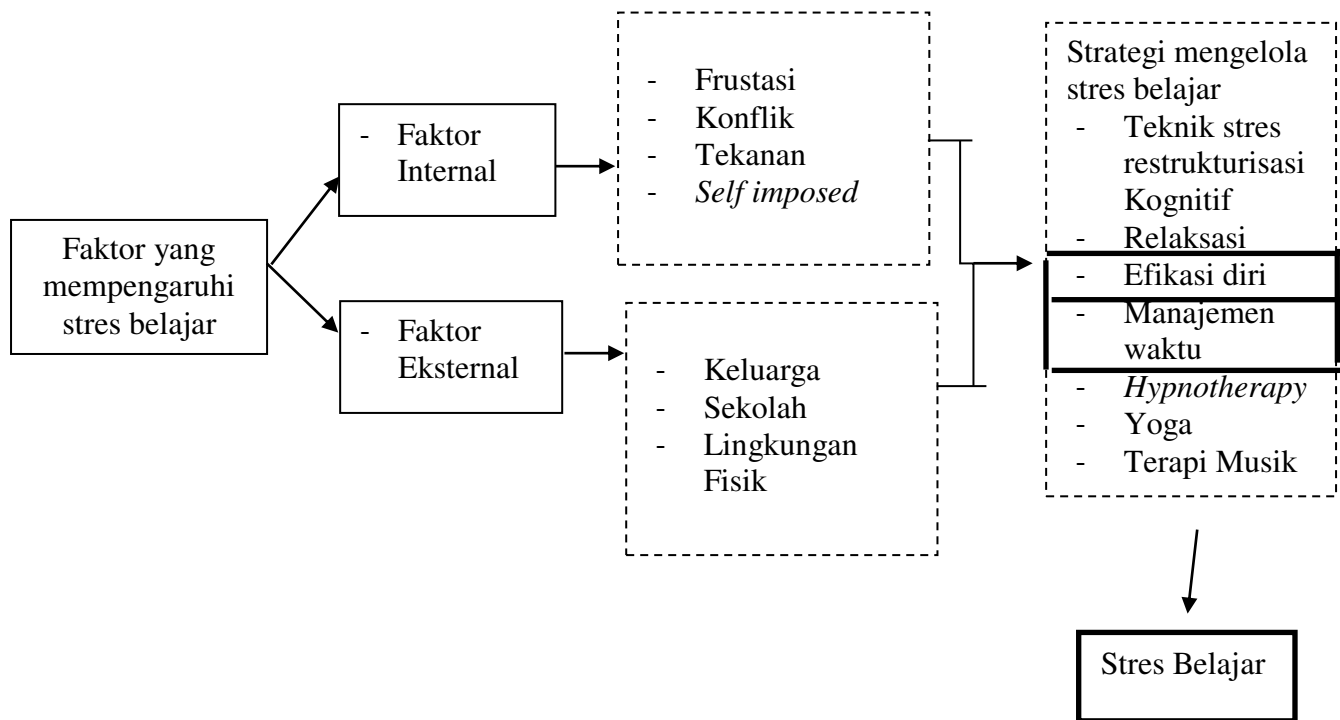 Faktor yang
mempengaruhi
stres belajar
- Faktor
Internal
- Faktor
Eksternal
- Frustasi
- Konflik
- Tekanan
- Self imposed
- Keluarga
- Sekolah
- Lingkungan
Fisik
Strategi mengelola
stres belajar
- Teknik stres
restrukturisasi
Kognitif
- Relaksasi
- Efikasi diri
- Manajemen
waktu
- Hypnotherapy
- Yoga
- Terapi Musik
Stres Belajar